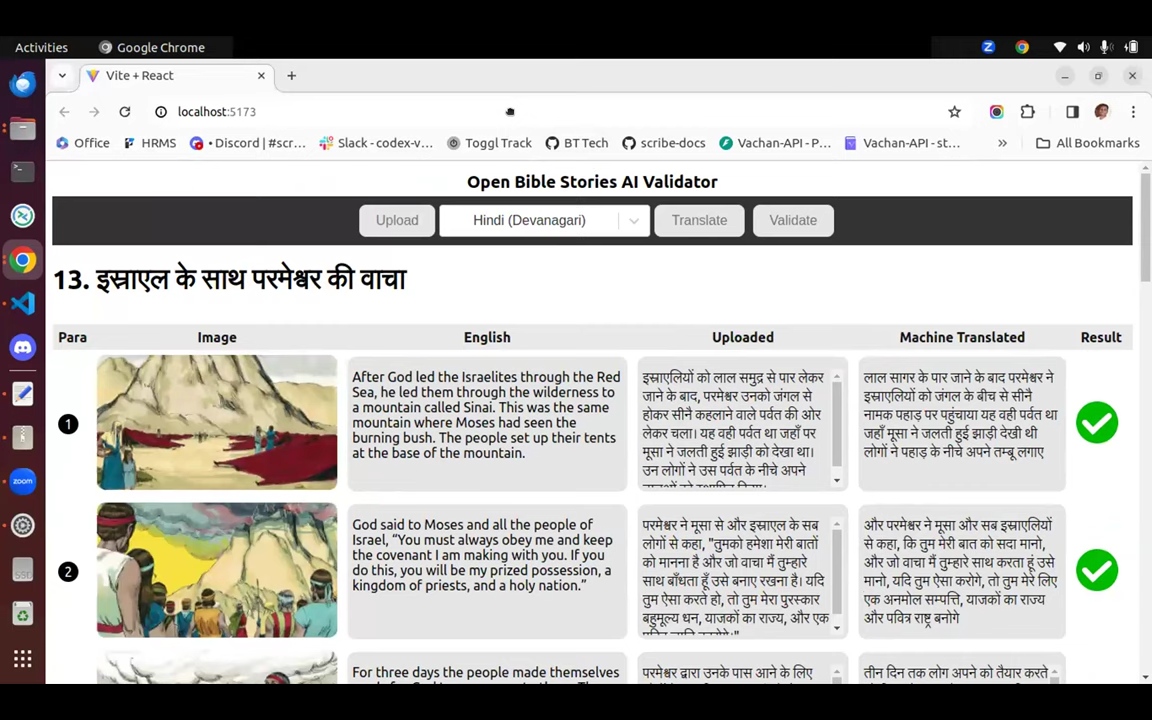 Activities
Google Chrome
Vite + React
localhost:5173
Office
HRMS
• Discord | #scr...
Slack - codex-v...
Toggl Track
BT Tech
scribe-docs
Vachan-API - P...
Vachan-API - st...
»
All Bookmarks
Open Bible Stories AI Validator
Upload
Hindi (Devanagari)
Translate
Validate
13. इस्राएल के साथ परमेश्वर की वाचा
Para
Image
English
Uploaded
Machine Translated
Result
1
After God led the Israelites through the Red
Sea, he led them through the wilderness to
a mountain called Sinai. This was the same
mountain where Moses had seen the
burning bush. The people set up their tents
at the base of the mountain.
इस्राएलियों को लाल समुद्र से पार लेकर
जाने के बाद, परमेश्वर उनको जंगल से
होकर सीनै कहलाने वाले पर्वत की ओर
लेकर चला। यह वही पर्वत था जहाँ पर
मूसा ने जलती हुई झाड़ी को देखा था।
उन लोगों ने उस पर्वत के नीचे अपने
लाल सागर के पार जाने के बाद परमेश्वर ने
इस्राएलियों को जंगल के बीच से सीनै
नामक पहाड़ पर पहुंचाया यह वही पर्वत था
जहाँ मूसा ने जलती हुई झाड़ी देखी थी
लोगों ने पहाड़ के नीचे अपने तम्बू लगाए
2
God said to Moses and all the people of
Israel, “You must always obey me and keep
the covenant I am making with you. If you
do this, you will be my prized possession, a
kingdom of priests, and a holy nation.”
परमेश्वर ने मूसा से और इस्राएल के सब
लोगों से कहा, "तुमको हमेशा मेरी बातों
को मानना है और जो वाचा मैं तुम्हारे
साथ बाँधता हूँ उसे बनाए रखना है। यदि
तुम ऐसा करते हो, तो तुम मेरा पुरस्कार
बहुमूल्य धन, याजकों का राज्य, और एक
और परमेश्वर ने मूसा और सब इस्राएलियों
से कहा, कि तुम मेरी बात को सदा मानो,
और जो वाचा मैं तुम्हारे साथ करता हूं उसे
मानो, यदि तुम ऐसा करोगे, तो तुम मेरे लिए
एक अनमोल सम्पत्ति, याजकों का राज्य
और पवित्र राष्ट्र बनोगे
For three days the people made themselves
परमेश्वर द्वारा उनके पास आने के लिए
तीन दिन तक लोग अपने को तैयार करते